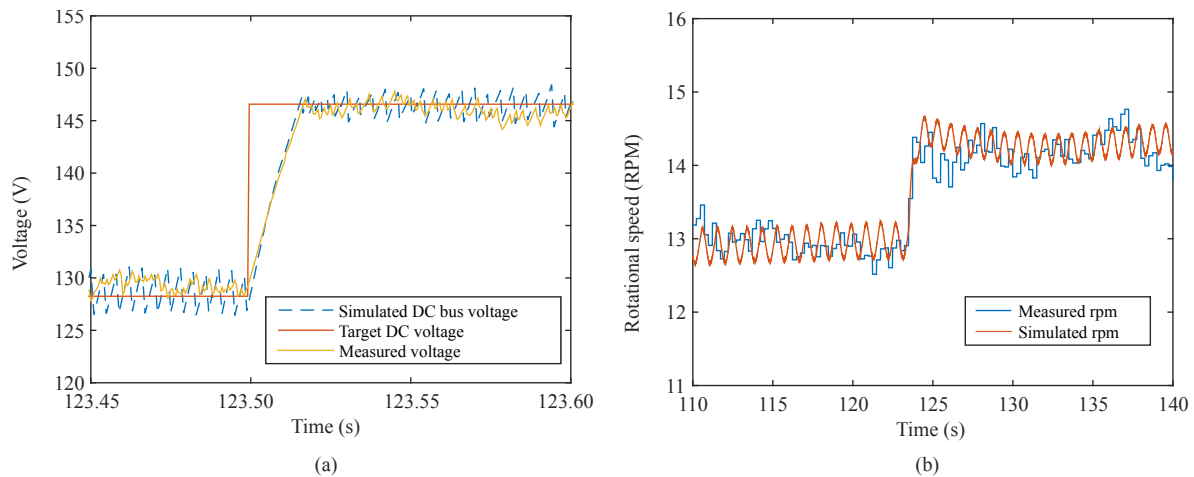 155
150
145
140
135
130
125
120
Voltage (V)
Simulated DC bus voltage
Target DC voltage
Measured voltage
123.45
123.50
123.55
123.60
Time (s)
(a)
16
15
14
13
12
11
Rotational speed (RPM)
Measured rpm
Simulated rpm
110
115
120
125
130
135
140
Time (s)
(b)